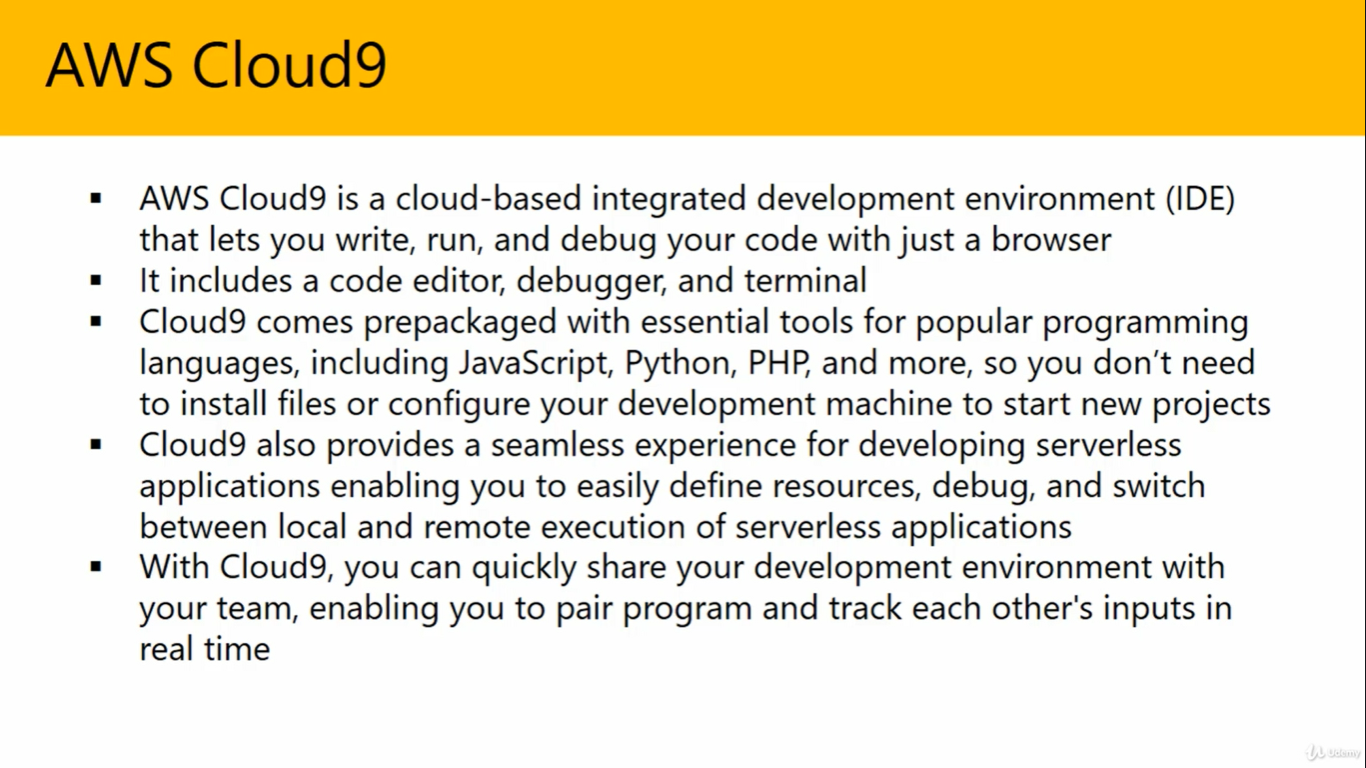 AWS Cloud9
▪ AWS Cloud9 is a cloud-based integrated development environment (IDE)
that lets you write, run, and debug your code with just a browser
▪ It includes a code editor, debugger, and terminal
▪ Cloud9 comes prepackaged with essential tools for popular programming
languages, including JavaScript, Python, PHP, and more, so you don’t need
to install files or configure your development machine to start new projects
▪ Cloud9 also provides a seamless experience for developing serverless
applications enabling you to easily define resources, debug, and switch
between local and remote execution of serverless applications
▪ With Cloud9, you can quickly share your development environment with
your team, enabling you to pair program and track each other's inputs in
real time
Udemy